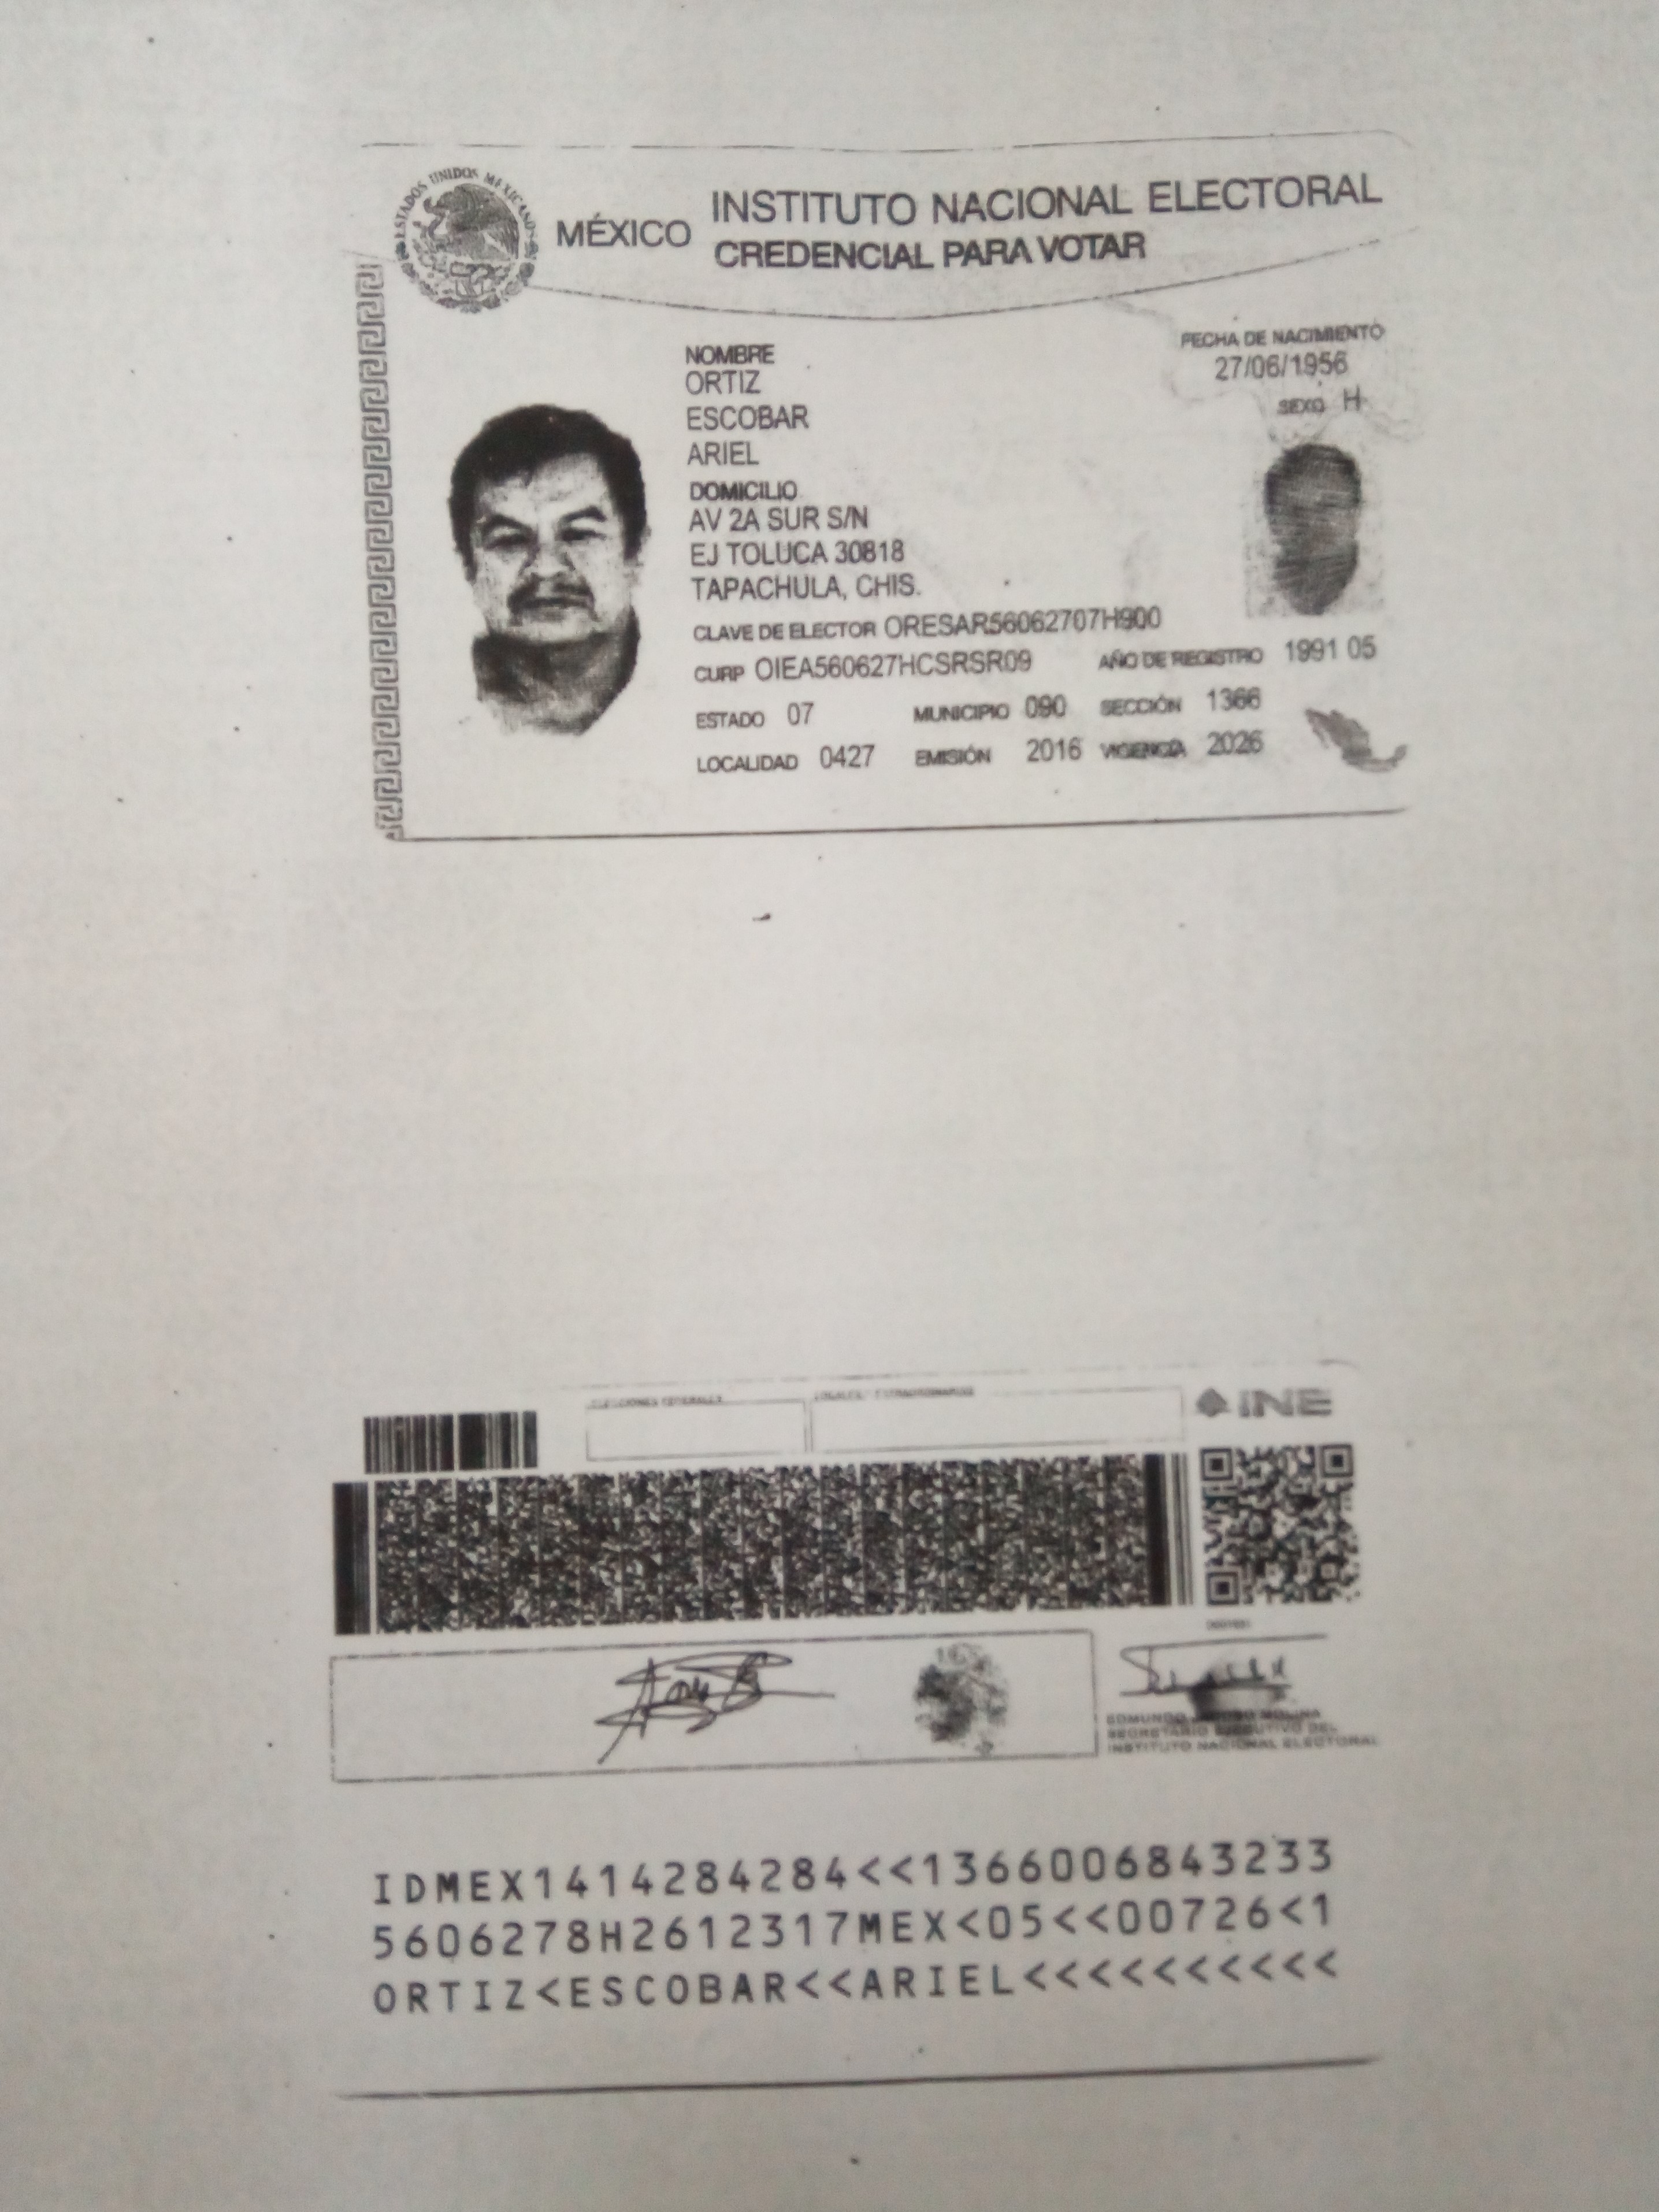 ESTADOS UNIDOS MEXICANOS
MÉXICO
INSTITUTO NACIONAL ELECTORAL
CREDENCIAL PARA VOTAR
FECHA DE NACIMIENTO
27/06/1956
SEXO H
NOMBRE
ORTIZ
ESCOBAR
ARIEL
DOMICILIO
AV 2A SUR S/N
EJ TOLUCA 30818
TAPACHULA, CHIS.
CLAVE DE ELECTOR ORESAR56062707H900
CURP OIEA560627HCSRSR09 AÑO DE REGISTRO 1991 05
ESTADO 07 MUNICIPIO 090 SECCIÓN 1366
LOCALIDAD 0427 EMISIÓN 2016 VIGENCIA 2026
ELECCIONES FEDERALES
INE
EDMUNDO MOLINA
SECRETARIO EJECUTIVO DEL
INSTITUTO NACIONAL ELECTORAL
IDMEX1414284284<<1366006843233
5606278H2612317MEX<05<<00726<1
ORTIZ<ESCOBAR<<ARIEL<<<<<<<<<<